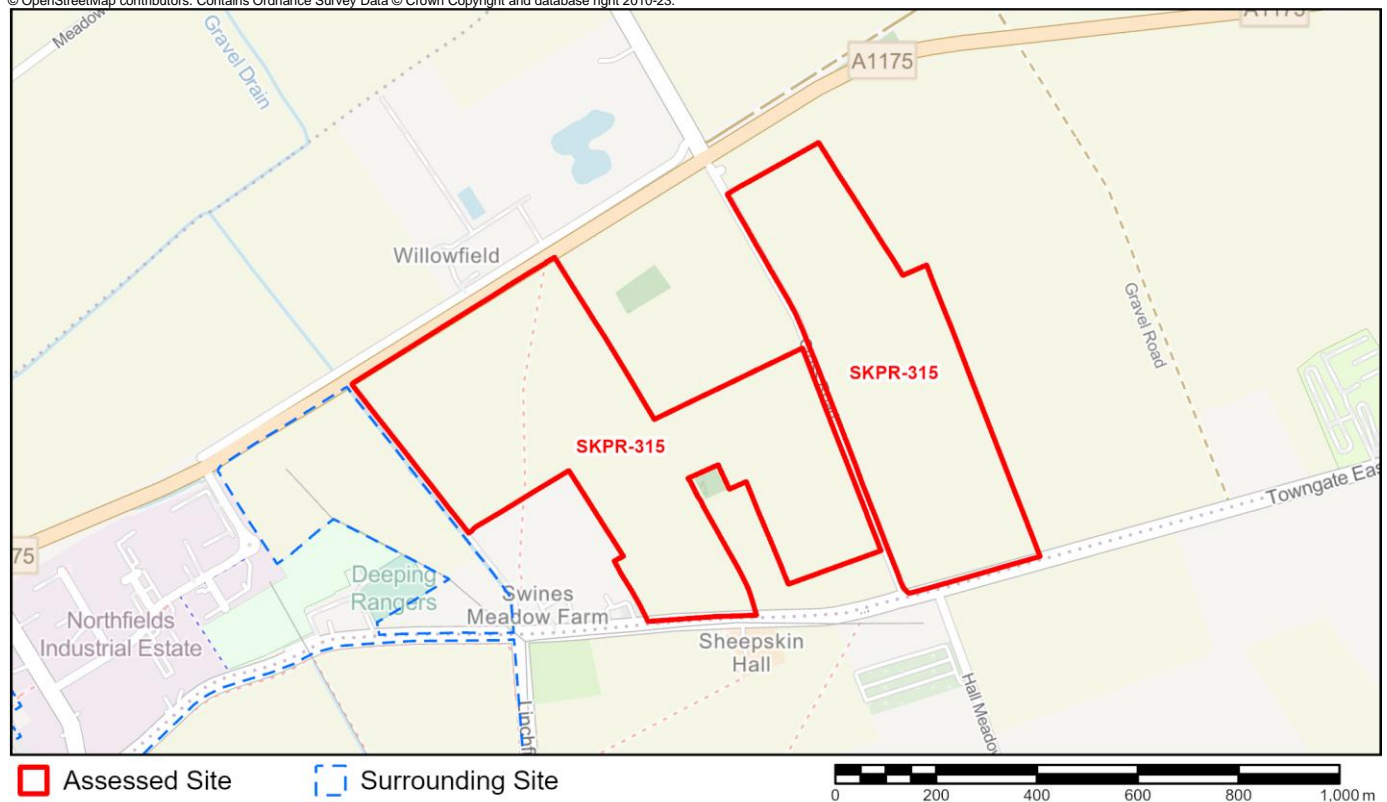 © OpenStreetMap contributors. Contains Ordnance Survey Data © Crown Copyright and database right 2010-23.
A1175
Meadow
Gravel Drain
A1175
Willowfield
Gravel Road
SKPR-315
SKPR-315
Towngate Eas
75
Deeping
Rangers
Swines
Meadow Farm
Northfields
Industrial Estate
Sheepskin
Hall
Linchf
Hall Meadow
Assessed Site
Surrounding Site
0 200 400 600 800 1,000 m